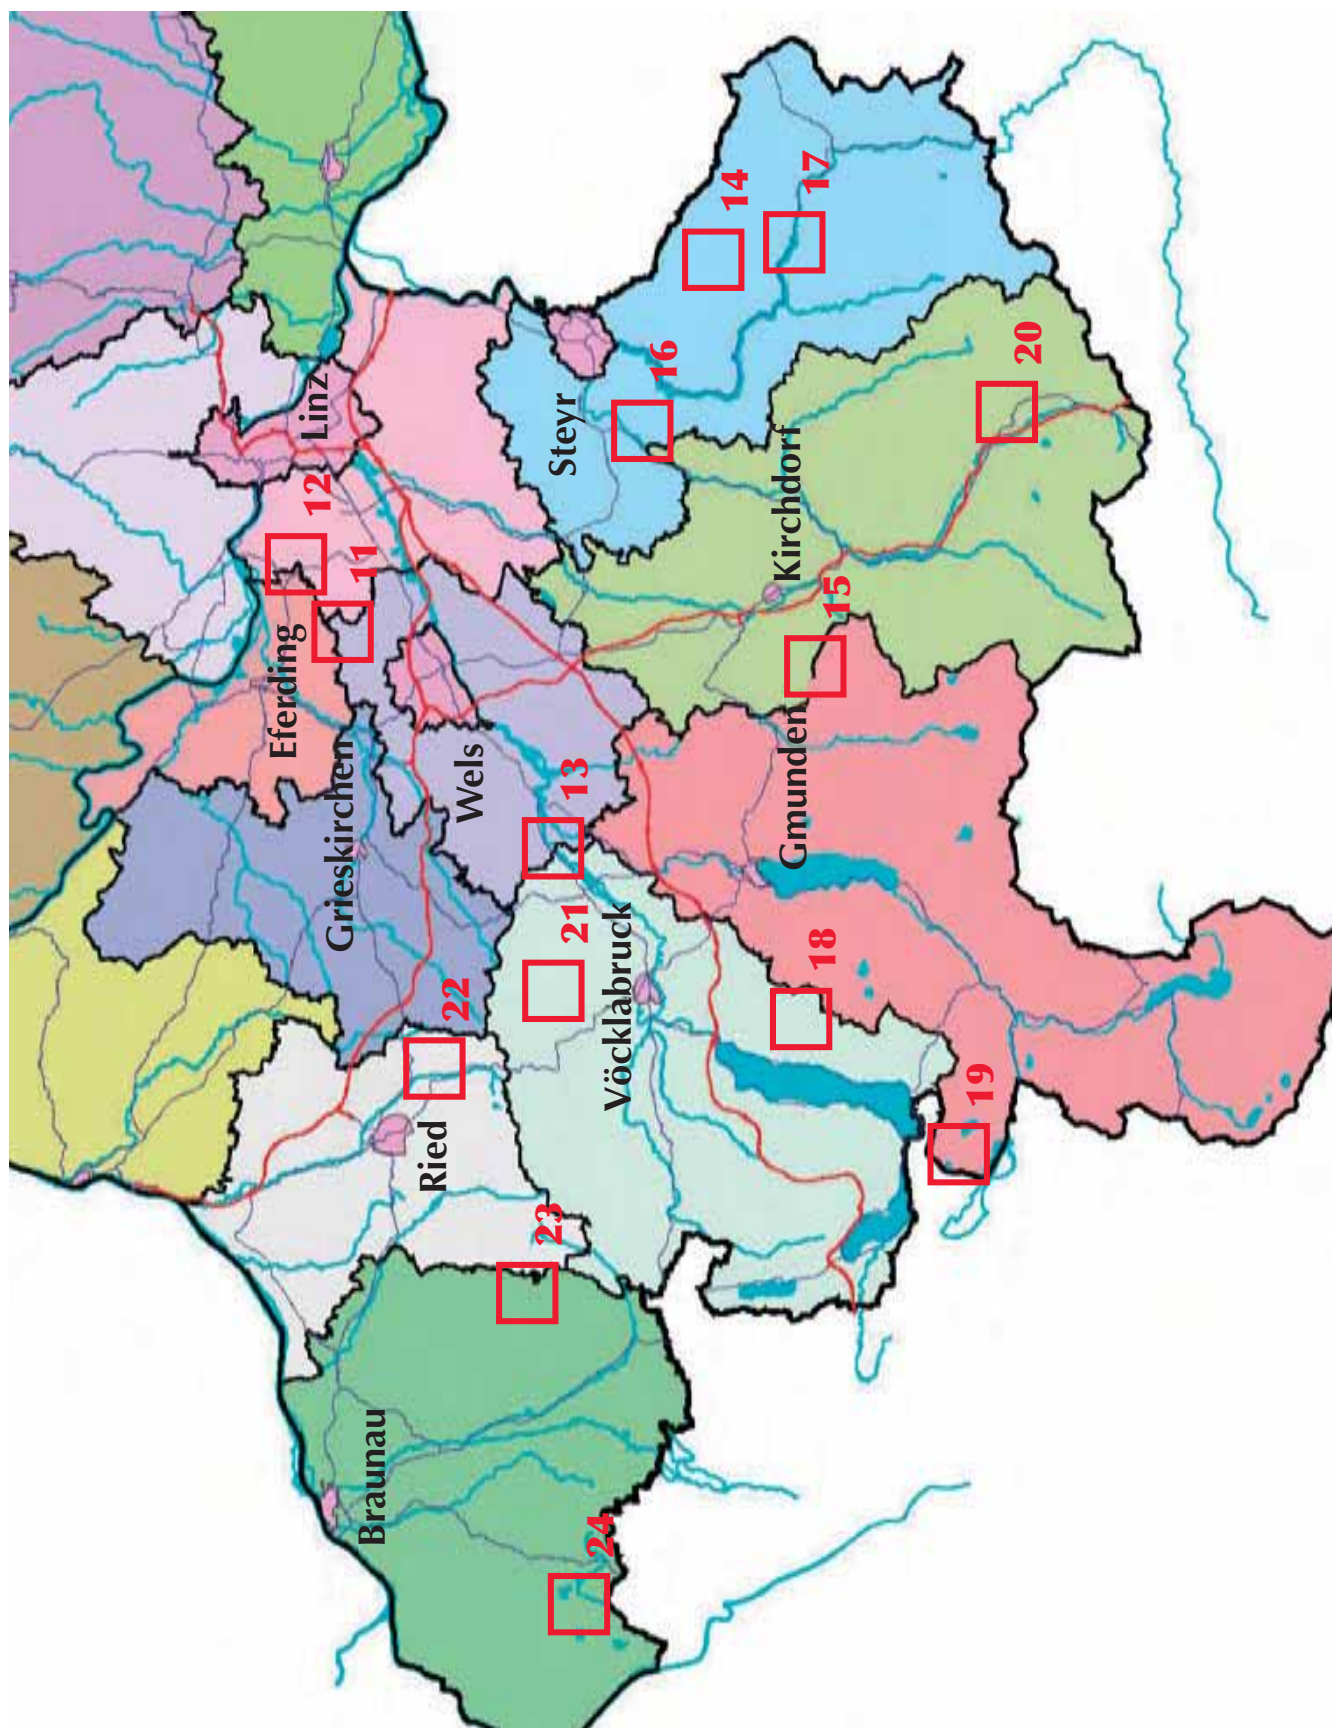 Linz
12
11
Eferding
Grieskirchen
Wels
13
Steyr
14
17
16
20
Kirchdorf
15
Gmunden
21
Vöcklabruck
18
19
22
Ried
23
Braunau
24